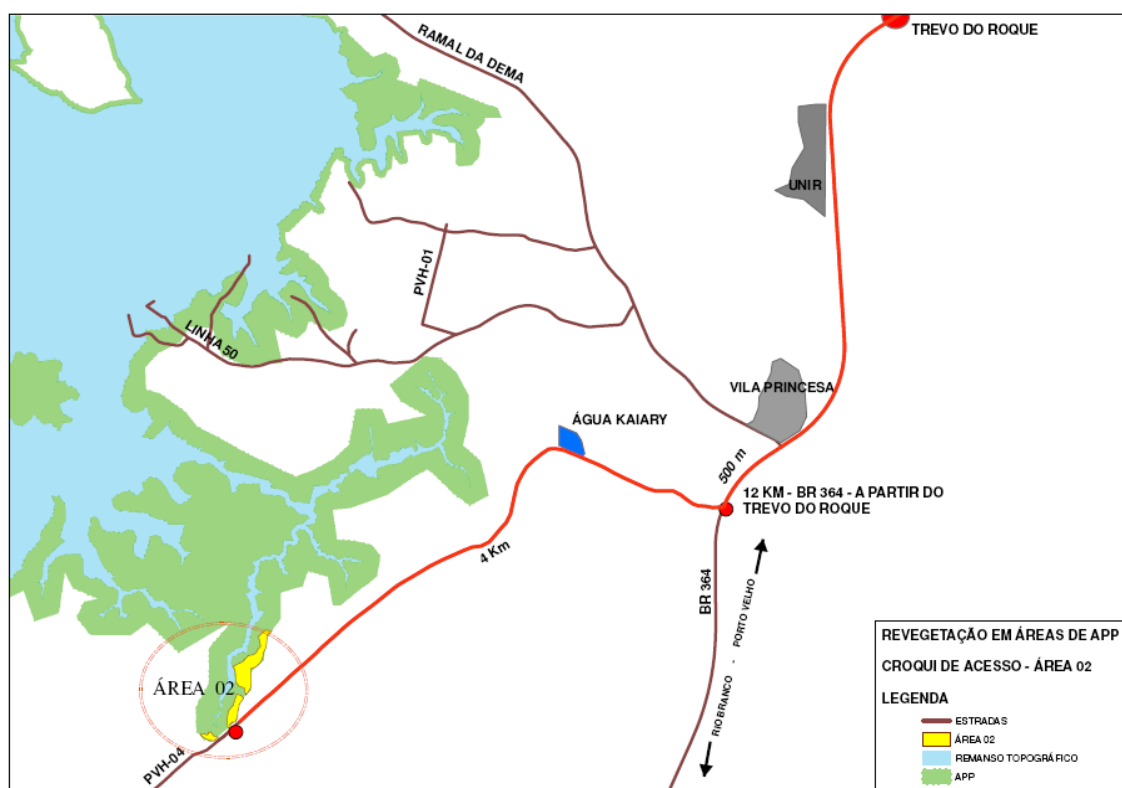 TREVO DO ROQUE
RAMAL DA DEMA
UNIR
PVH-01
LINHA 50
VILA PRINCESA
ÁGUA KAIARY
500 m
12 KM - BR 364 - A PARTIR DO
TREVO DO ROQUE
4 Km
BR 364
RIO BRANCO - PORTO VELHO
ÁREA 02
PVH-04
REVEGETAÇÃO EM ÁREAS DE APP
CROQUI DE ACESSO - ÁREA 02
LEGENDA
ESTRADAS
ÁREA 02
REMANSO TOPOGRÁFICO
APP